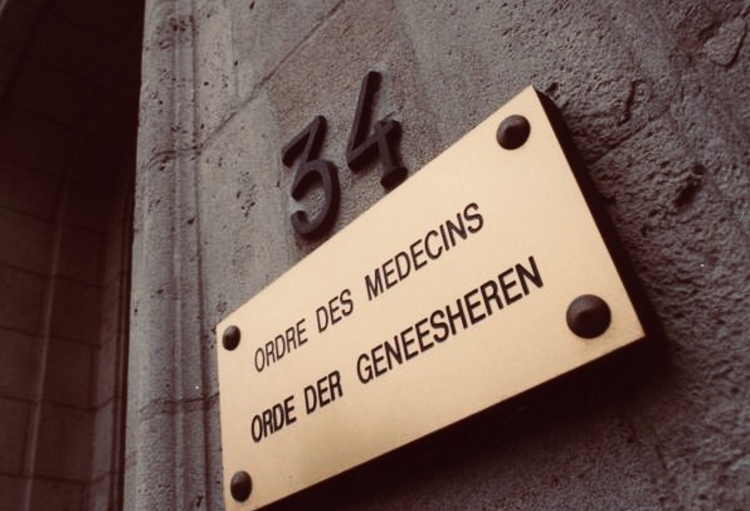 34
ORDRE DES MEDECINS
ORDE DER GENEESHEREN